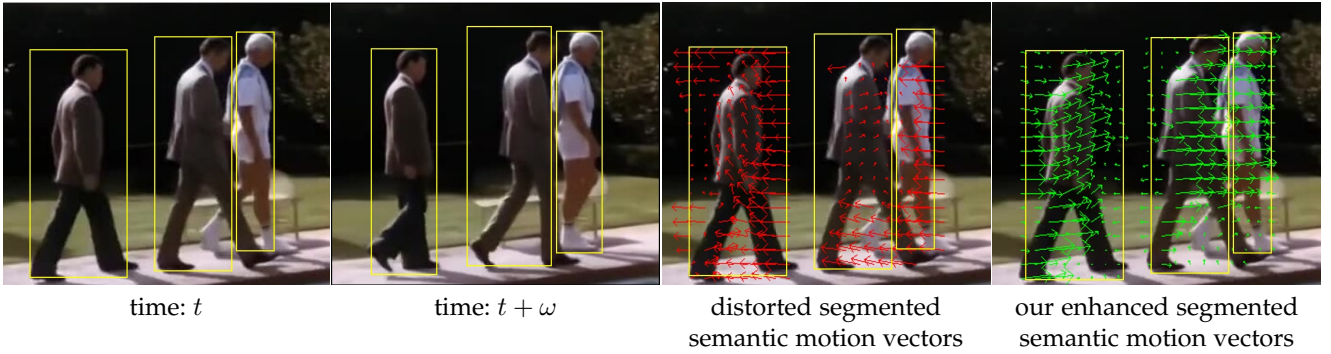 time: t
time: t + ω
distorted segmented
semantic motion vectors
our enhanced segmented
semantic motion vectors